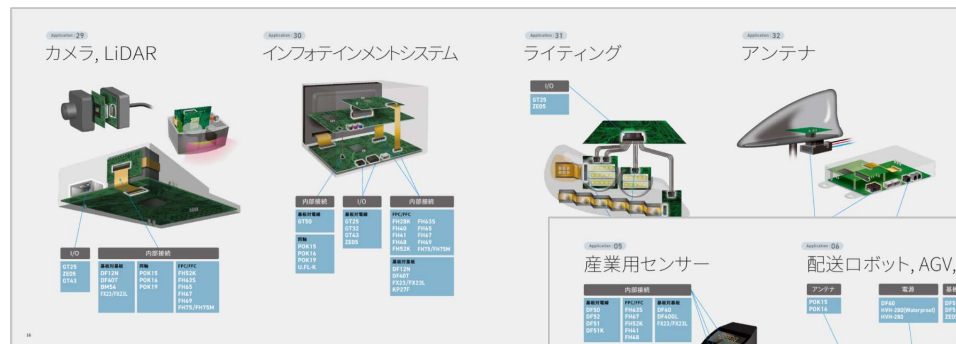 Application 29
カメラ, LiDAR
I/O
GT25
ZE05
GT43
内部接続
基板対基板
DF12N
DF40T
BM54
FX23/FX23L
同軸
POK15
POK16
POK19
FPC/FFC
FH52K
FH63S
FH65
FH67
FH69
FH75/FH75M
16
Application 30
インフォテインメントシステム
内部接続
基板対電線
GT50
同軸
POK15
POK16
POK19
U.FL-X
I/O
基板対電線
GT25
GT32
GT43
ZE05
内部接続
FPC/FFC
FH28K FH63S
FH40 FH65
FH41 FH67
FH48 FH69
FH52K FH75/FH75M
基板対基板
DF12N
DF40T
FX23/FX23L
KP27F
Application 31
ライティング
I/O
GT25
ZE05
Application 32
アンテナ
Application 05
産業用センサー
内部接続
基板対電線
DF50
DF52
DF51
DF51K
FPC/FFC
FH63S
FH67
FH52K
FH41
FH48
基板対基板
DF40
DF40GL
FX23/FX23L
Application 06
配送ロボット, AGV,
アンテナ
POK15
POK16
電源
DF60
HVH-280(Waterproof)
HVH-280